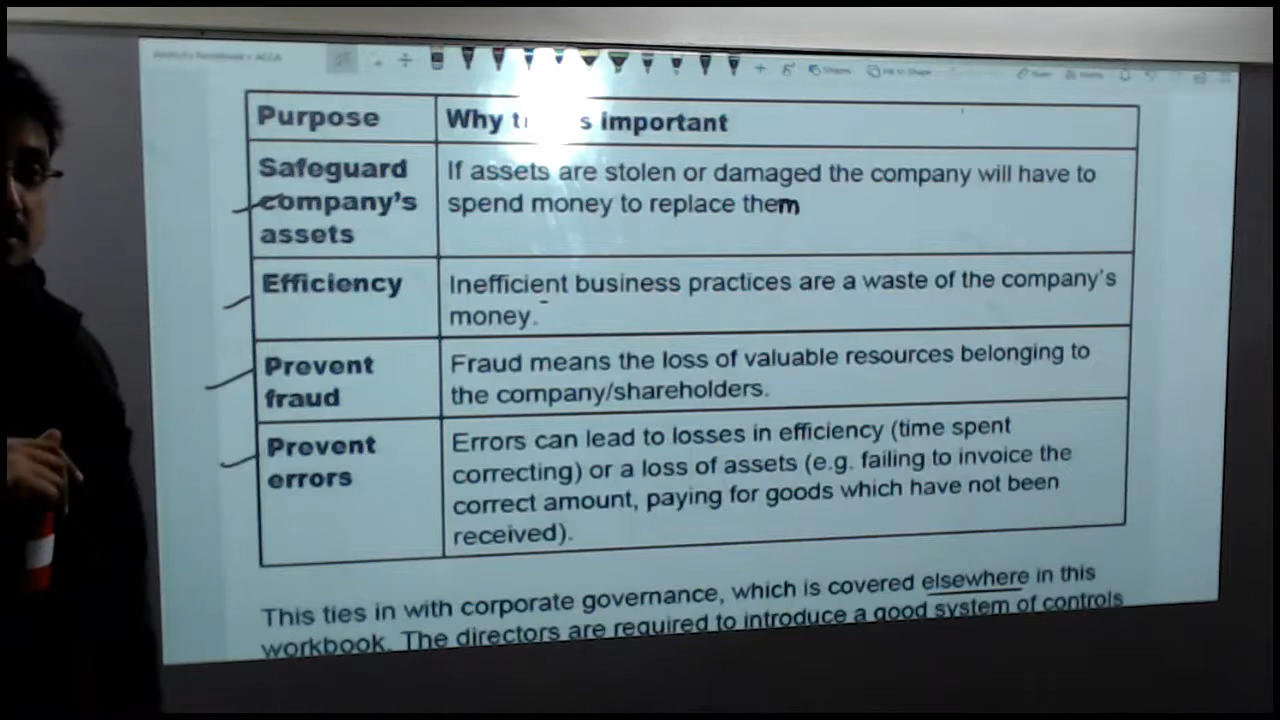 Purpose
Why s important
Safeguard
company's
assets
If assets are stolen or damaged the company will have to
spend money to replace them
Efficiency
Inefficient business practices are a waste of the company's
money.
Prevent
fraud
Fraud means the loss of valuable resources belonging to
the company/shareholders.
Prevent
errors
Errors can lead to losses in efficiency (time spent
correcting) or a loss of assets (e.g. failing to invoice the
correct amount, paying for goods which have not been
received).
This ties in with corporate governance, which is covered elsewhere in this
workbook. The directors are required to introduce a good system of controls